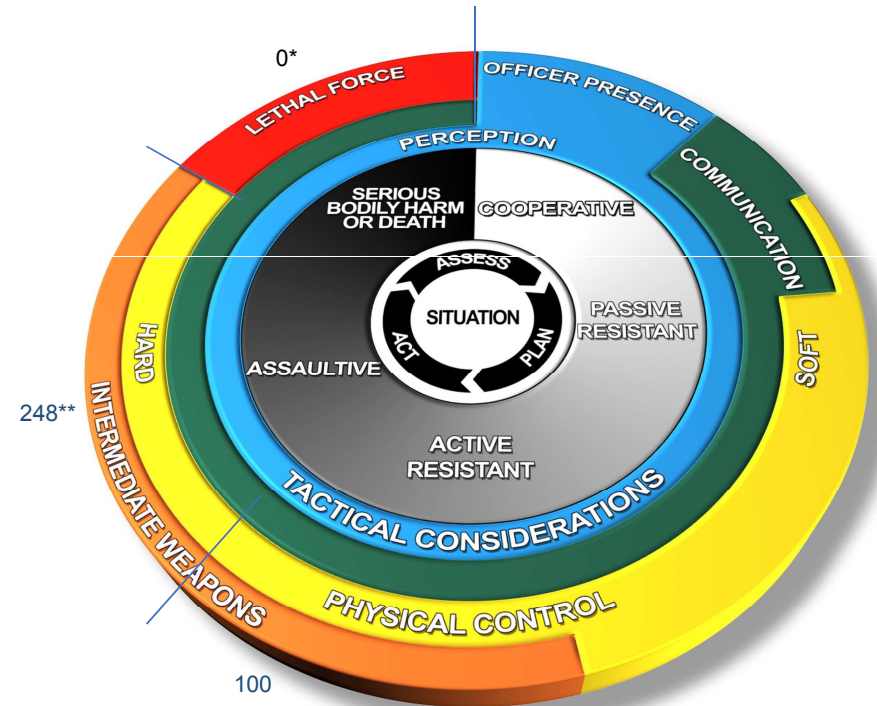 0*
LETHAL FORCE
OFFICER PRESENCE
PERCEPTION
COMMUNICATION
SERIOUS
BODILY HARM
OR DEATH
COOPERATIVE
ASSESS
SITUATION
PLAN
ACT
PASSIVE
RESISTANT
SOFT
HARD
ASSAULTIVE
248**
INTERMEDIATE WEAPONS
ACTIVE
RESISTANT
TACTICAL CONSIDERATIONS
PHYSICAL CONTROL
100